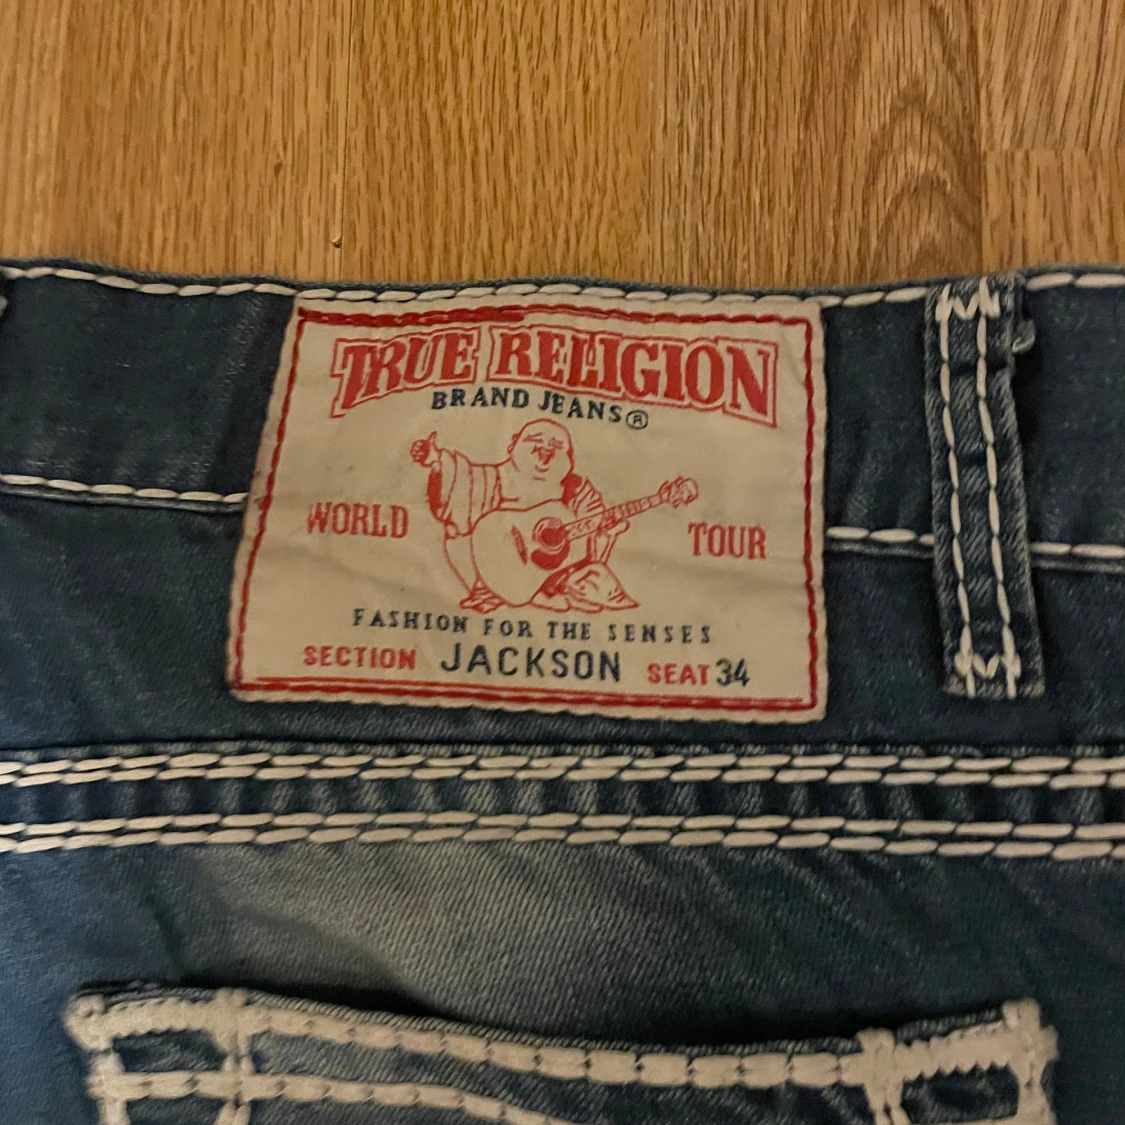 TRUE RELIGION
BRAND JEANS®
WORLD TOUR
FASHION FOR THE SENSES
SECTION JACKSON SEAT 34